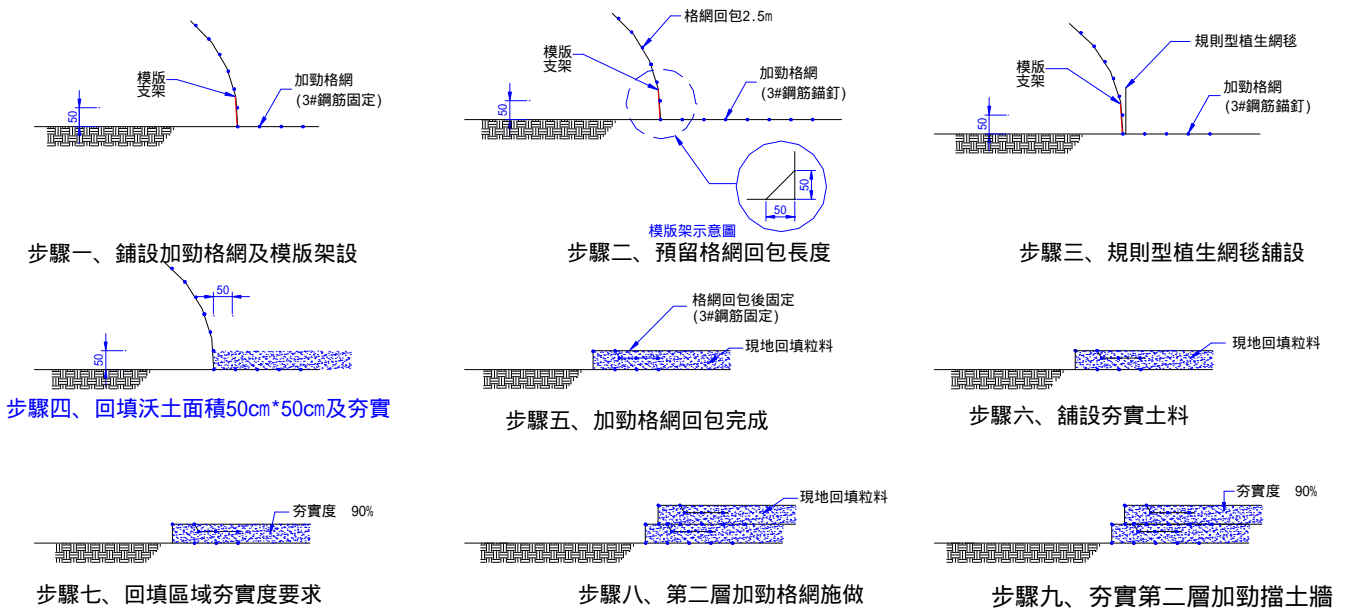 模版
支架
加勁格網
(3#鋼筋固定)
50
步驟一、鋪設加勁格網及模版架設
格網回包2.5m
模版
支架
加勁格網
(3#鋼筋錨釘)
50
50
50
模版架示意圖
步驟二、預留格網回包長度
規則型植生網毯
模版
支架
加勁格網
(3#鋼筋錨釘)
50
步驟三、規則型植生網毯舖設
50
50
步驟四、回填沃土面積50cm*50cm及夯實
格網回包後固定
(3#鋼筋固定)
現地回填粒料
步驟五、加勁格網回包完成
現地回填粒料
步驟六、舖設夯實土料
夯實度 90%
步驟七、回填區域夯實度要求
現地回填粒料
步驟八、第二層加勁格網施做
夯實度 90%
步驟九、夯實第二層加勁擋土牆